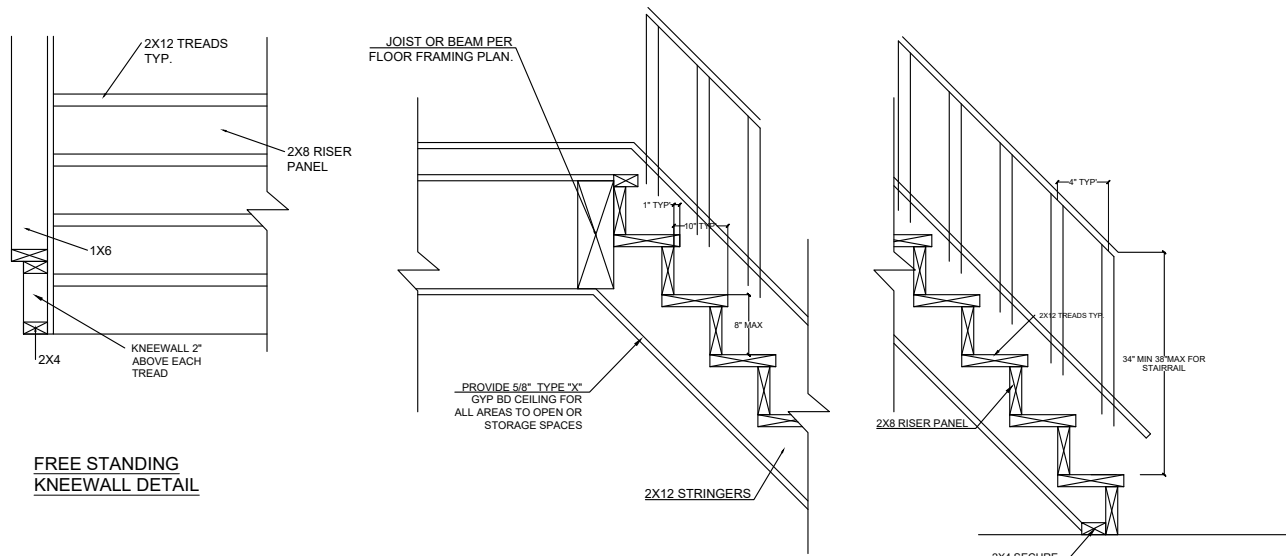 2X12 TREADS
TYP.
2X8 RISER
PANEL
1X6
2X4
KNEEWALL 2"
ABOVE EACH
TREAD
FREE STANDING
KNEEWALL DETAIL
JOIST OR BEAM PER
FLOOR FRAMING PLAN.
1" TYP'
10" TYP'
8" MAX
PROVIDE 5/8" TYPE "X"
GYP BD CEILING FOR
ALL AREAS TO OPEN OR
STORAGE SPACES
2X12 STRINGERS
4" TYP'
2X12 TREADS TYP.
34" MIN 38"MAX FOR
STAIRRAIL
2X8 RISER PANEL
2X4 SECURE